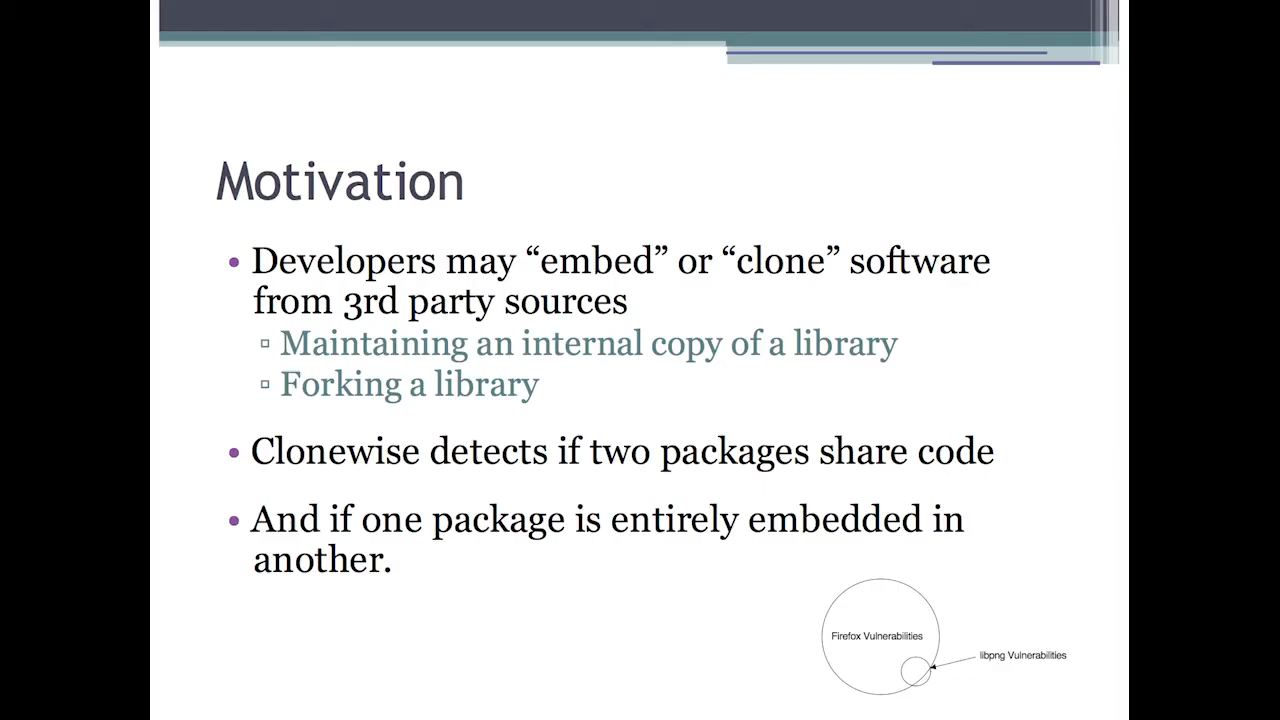 Motivation
• Developers may “embed” or “clone” software
from 3rd party sources
▫ Maintaining an internal copy of a library
▫ Forking a library
• Clonewise detects if two packages share code
• And if one package is entirely embedded in
another.
Firefox Vulnerabilities
libpng Vulnerabilities